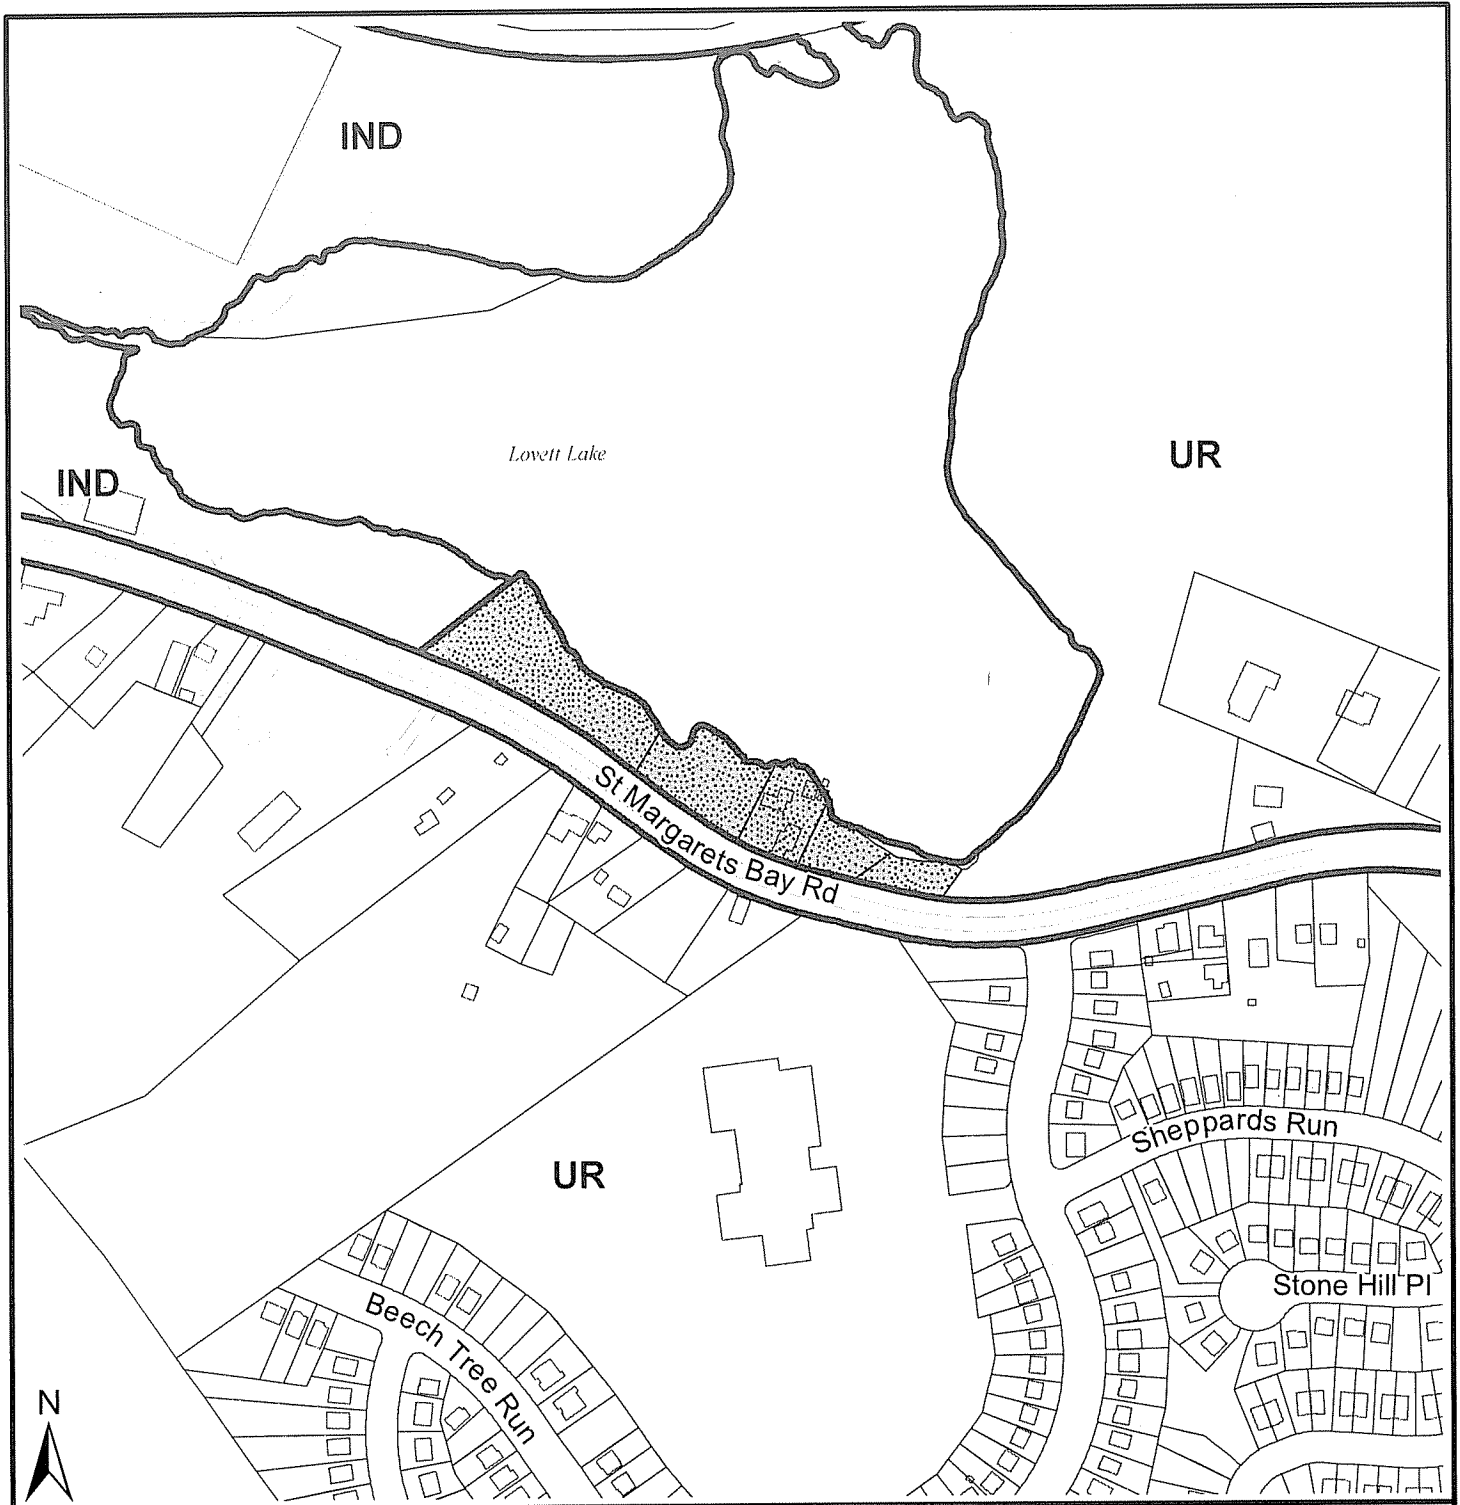 IND
Lovett Lake
UR
IND
St Margarets Bay Rd
Sheppards Run
UR
Stone Hill Pl
Beech Tree Run
N